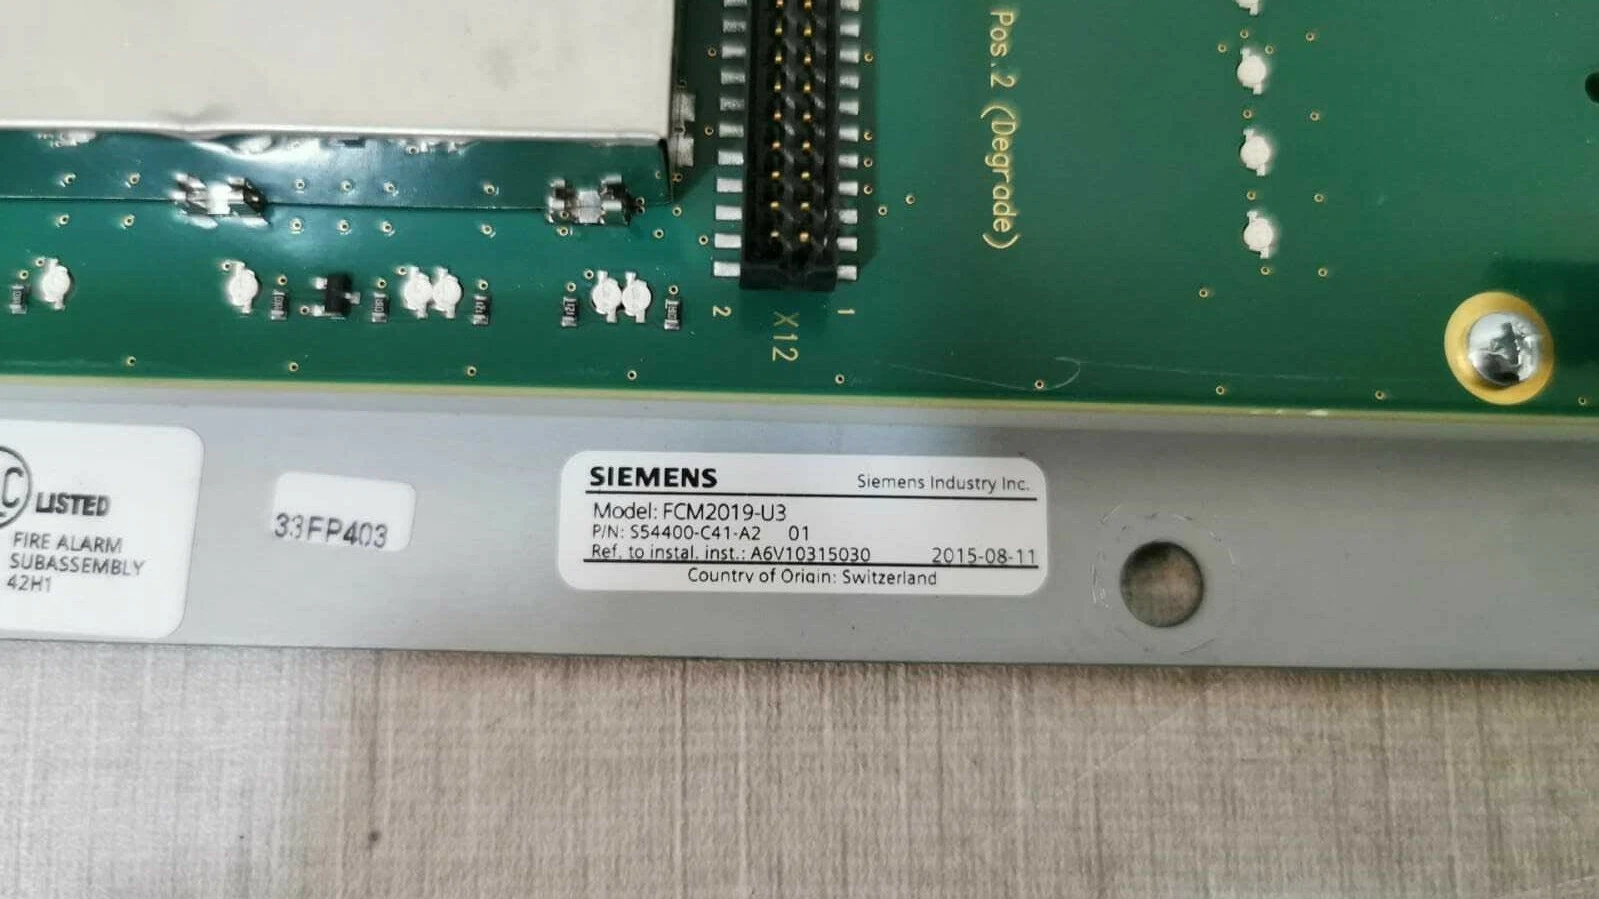 Pos.2 (Degrade)
2
1
X12
LISTED
FIRE ALARM
SUBASSEMBLY
42H1
33FP403
SIEMENS
Siemens Industry Inc.
Model: FCM2019-U3
P/N: S54400-C41-A2 01
Ref. to instal. inst.: A6V10315030 2015-08-11
Country of Origin: Switzerland